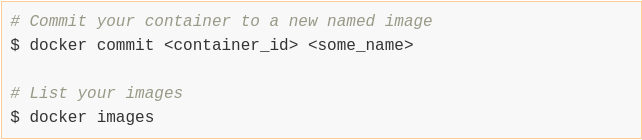 # Commit your container to a new named image
$ docker commit <container_id> <some_name>
# List your images
$ docker images